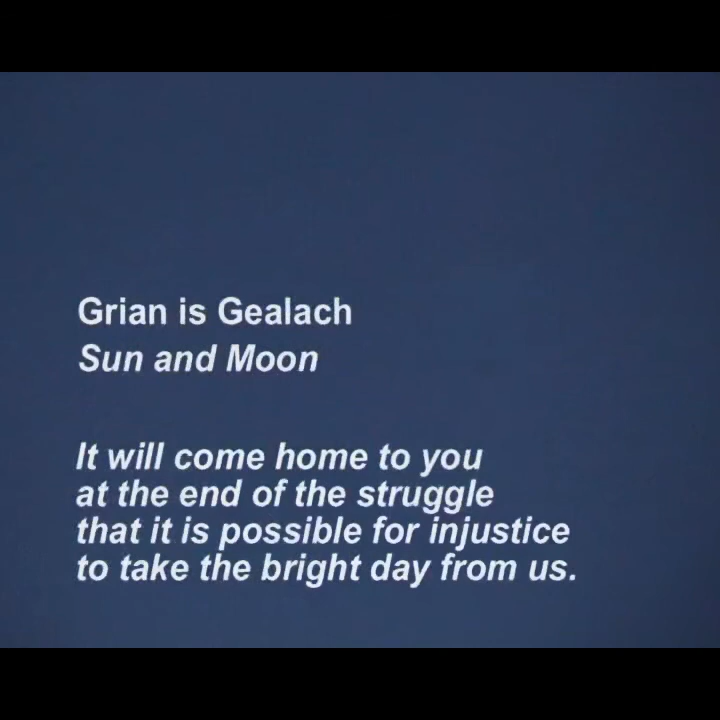 Grian is Gealach
Sun and Moon
It will come home to you
at the end of the struggle
that it is possible for injustice
to take the bright day from us.